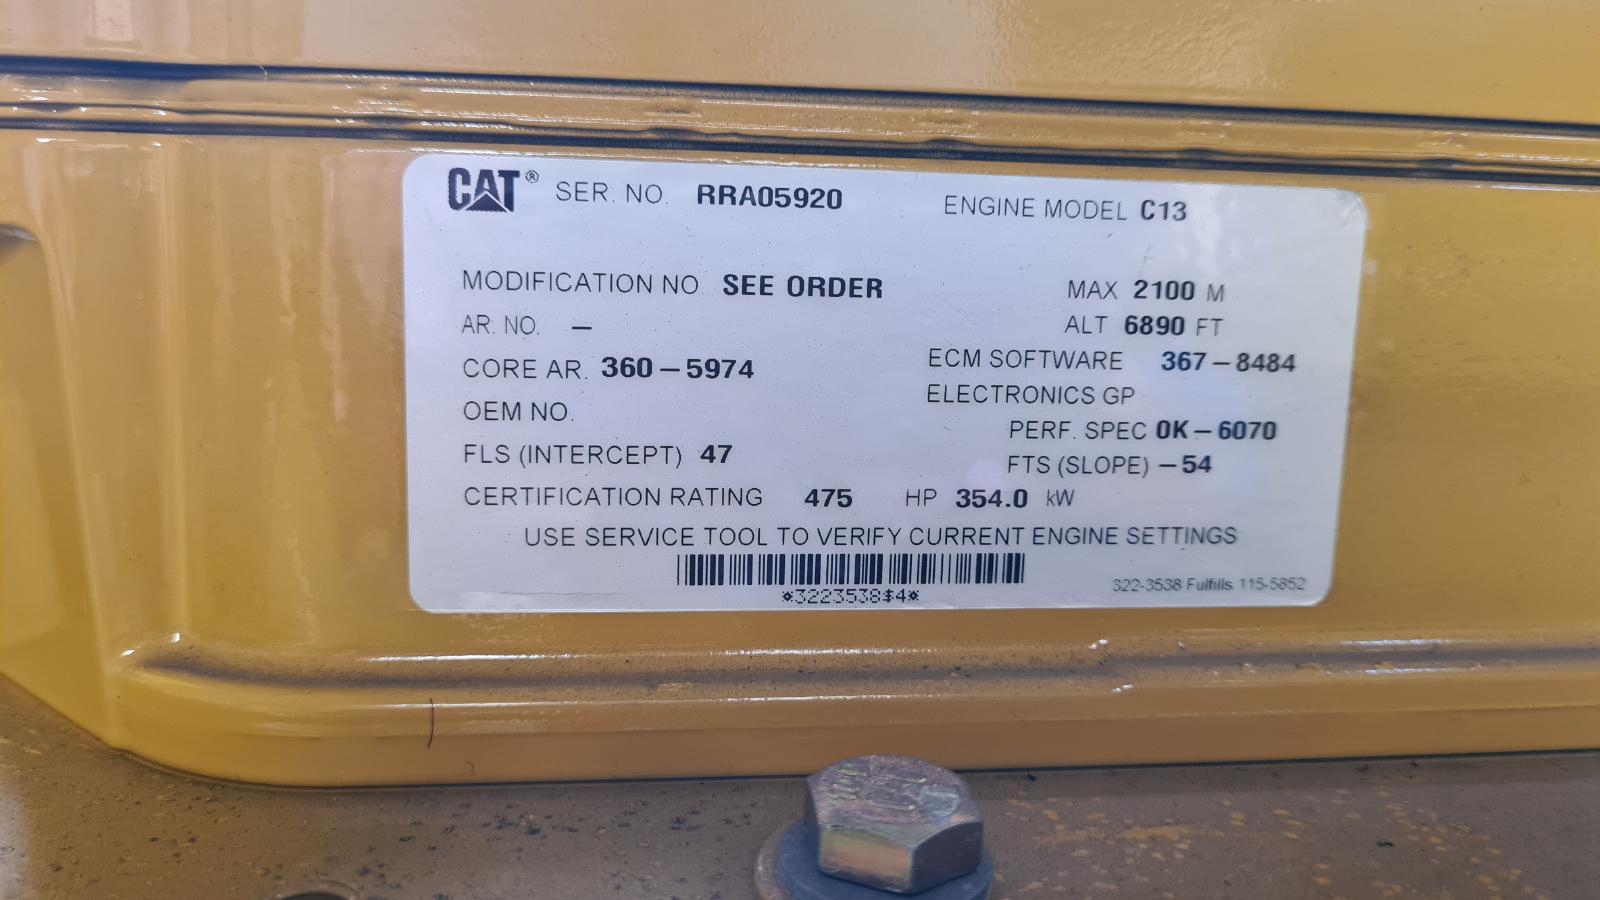 CAT® SER. NO. RRA05920 ENGINE MODEL C13
MODIFICATION NO SEE ORDER MAX 2100 M
AR. NO. — ALT 6890 FT
CORE AR. 360-5974 ECM SOFTWARE 367-8484
OEM NO. ELECTRONICS GP
PERF. SPEC 0K-6070
FLS (INTERCEPT) 47 FTS (SLOPE) -54
CERTIFICATION RATING 475 HP 354.0 kW
USE SERVICE TOOL TO VERIFY CURRENT ENGINE SETTINGS
*3223538$4*
322-3538 Fulfills 115-5852